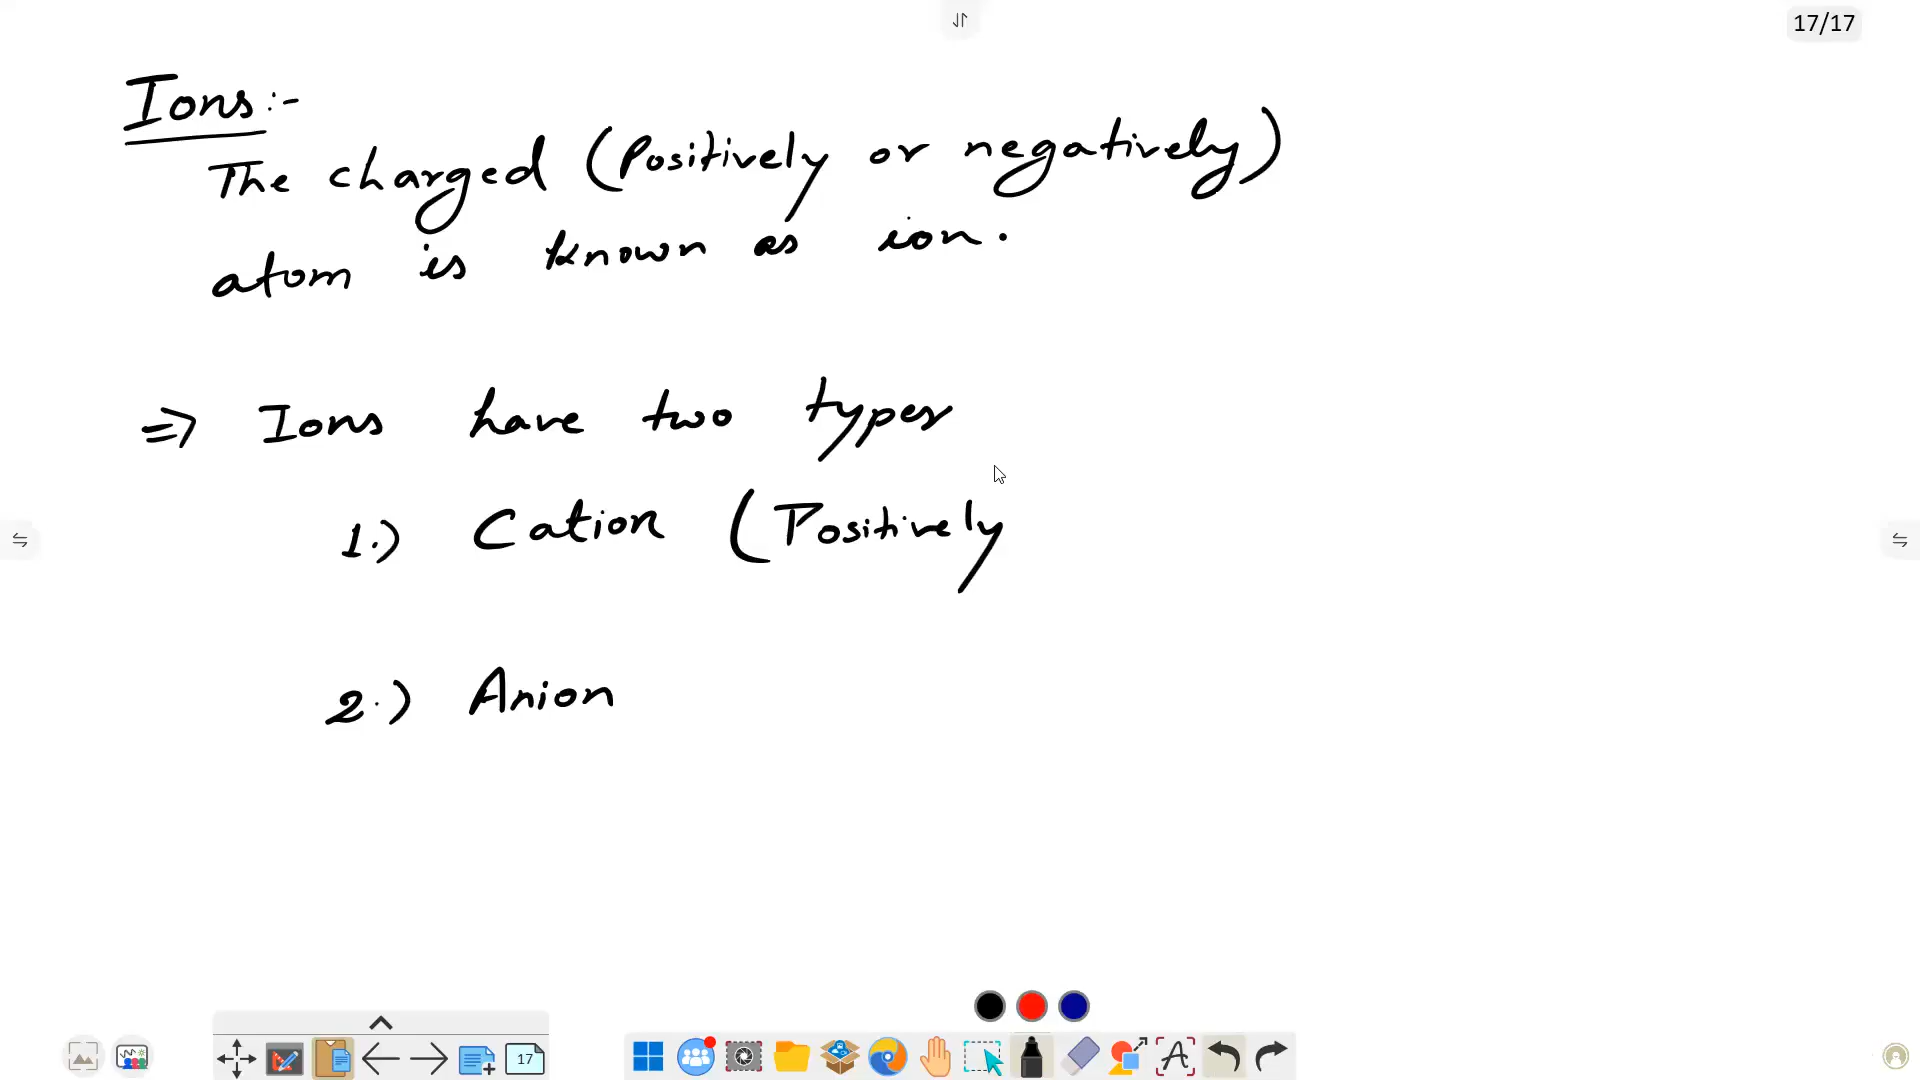 17/17
Ions :-
The charged (Positively or negatively)
atom is known as ion.
=> Ions have two types
1.) Cation (Positively
2.) Anion
17